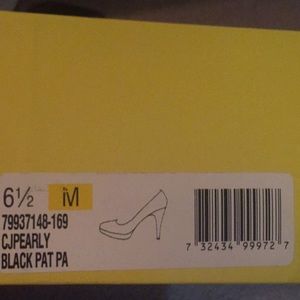 6½ M
79937148-169
CJPEARLY
BLACK PAT PA
7 32434 99972 7